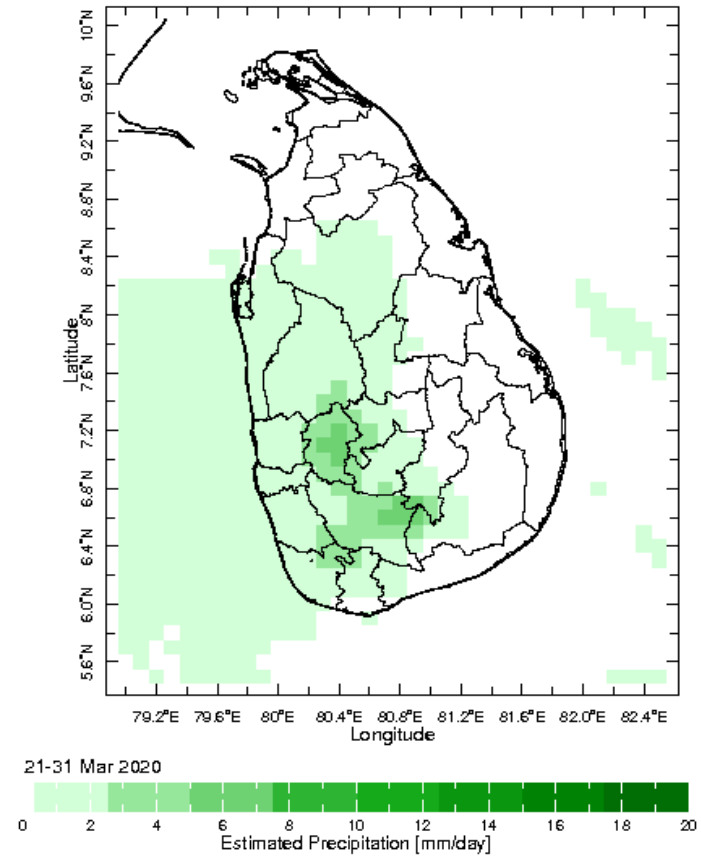 10°N
9.6°N
9.2°N
8.8°N
8.4°N
8°N
7.6°N
7.2°N
6.8°N
6.4°N
6.0°N
5.6°N
Latitude
79.2°E 79.6°E 80°E 80.4°E 80.8°E 81.2°E 81.6°E 82.0°E 82.4°E
Longitude
21-31 Mar 2020
0 2 4 6 8 10 12 14 16 18 20
Estimated Precipitation [mm/day]